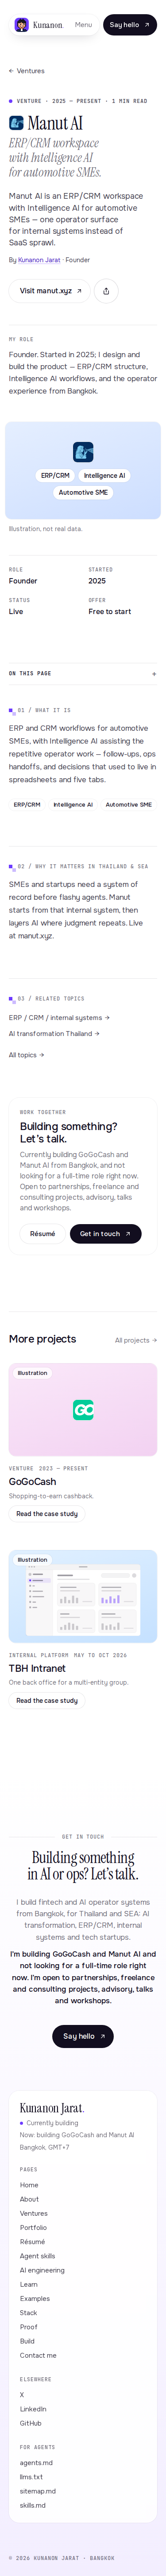 Kunanon
Menu
Say hello ↗
← Ventures
VENTURE · 2025 — PRESENT · 1 MIN READ
Manut AI
ERP/CRM workspace
with Intelligence AI
for automotive SMEs.
Manut AI is an ERP/CRM workspace
with Intelligence AI for automotive
SMEs — one operator surface
for internal systems instead of
SaaS sprawl.
By Kunanon Jarat · Founder
Visit manut.xyz ↗
MY ROLE
Founder. Started in 2025; I design and
build the product — ERP/CRM structure,
Intelligence AI workflows, and the operator
experience from Bangkok.
ERP/CRM
Intelligence AI
Automotive SME
Illustration, not real data.
ROLE
Founder
STARTED
2025
STATUS
Live
OFFER
Free to start
ON THIS PAGE +
01 / WHAT IT IS
ERP and CRM workflows for automotive
SMEs, with Intelligence AI assisting the
repetitive operator work — follow-ups, ops
handoffs, and decisions that used to live in
spreadsheets and five tabs.
ERP/CRM
Intelligence AI
Automotive SME
02 / WHY IT MATTERS IN THAILAND & SEA
SMEs and startups need a system of
record before flashy agents. Manut
starts from that internal system, then
layers AI where judgment repeats. Live
at manut.xyz.
03 / RELATED TOPICS
ERP / CRM / internal systems →
AI transformation Thailand →
All topics →
WORK TOGETHER
Building something?
Let's talk.
Currently building GoGoCash and
Manut AI from Bangkok, and not
looking for a full-time role right now.
Open to partnerships, freelance and
consulting projects, advisory, talks
and workshops.
Résumé
Get in touch ↗
More projects
All projects →
Illustration
GO
VENTURE 2023 — PRESENT
GoGoCash
Shopping-to-earn cashback.
Read the case study
Illustration
INTERNAL PLATFORM MAY TO OCT 2026
TBH Intranet
One back office for a multi-entity group.
Read the case study
GET IN TOUCH
Building something
in AI or ops? Let's talk.
I build fintech and AI operator systems
from Bangkok, for Thailand and SEA: AI
transformation, ERP/CRM, internal
systems and tech startups.
I'm building GoGoCash and Manut AI and
not looking for a full-time role right
now. I'm open to partnerships, freelance
and consulting projects, advisory, talks
and workshops.
Say hello ↗
Kunanon Jarat.
Currently building
Now: building GoGoCash and Manut AI
Bangkok, GMT+7
PAGES
Home
About
Ventures
Portfolio
Résumé
Agent skills
AI engineering
Learn
Examples
Stack
Proof
Build
Contact me
ELSEWHERE
X
LinkedIn
GitHub
FOR AGENTS
agents.md
llms.txt
sitemap.md
skills.md
© 2026 KUNANON JARAT · BANGKOK